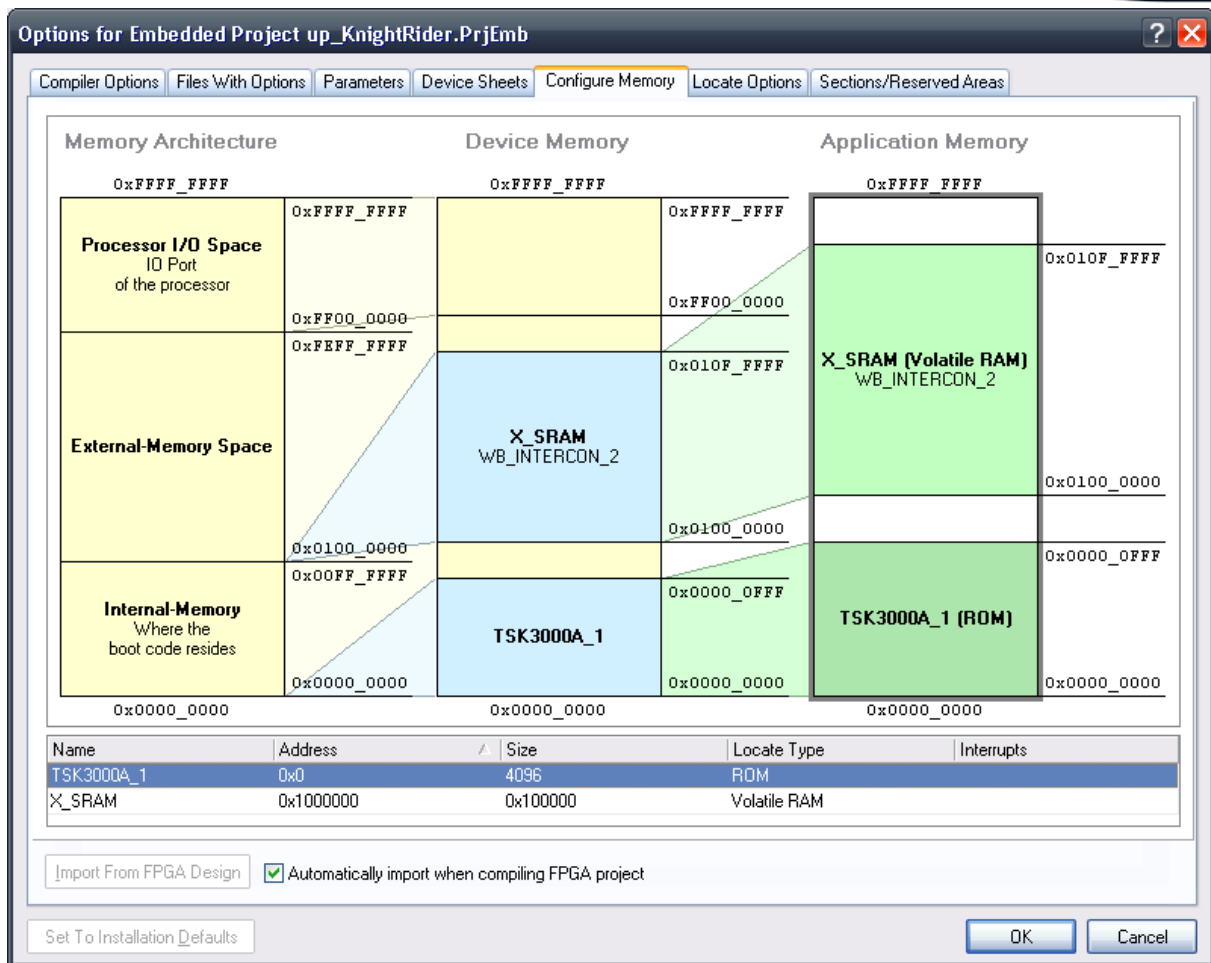 Options for Embedded Project up_KnightRider.PrjEmb
Compiler Options Files With Options Parameters Device Sheets Configure Memory Locate Options Sections/Reserved Areas
Memory Architecture Device Memory Application Memory
0xFFFF_FFFF 0xFFFF_FFFF 0xFFFF_FFFF
0xFFFF_FFFF 0xFFFF_FFFF
Processor I/O Space
IO Port
of the processor
0x010F_FFFF
0xFF00_0000
0xFF00_0000
0xFEFF_FFFF
0x010F_FFFF
X_SRAM (Volatile RAM)
WB_INTERCON_2
External-Memory Space
X_SRAM
WB_INTERCON_2
0x0100_0000
0x0100_0000
0x0100_0000
0x0000_0FFF
0x00FF_FFFF
0x0000_0FFF
Internal-Memory
Where the
boot code resides
TSK3000A_1
TSK3000A_1 (ROM)
0x0000_0000 0x0000_0000 0x0000_0000
0x0000_0000 0x0000_0000 0x0000_0000
Name Address Size Locate Type Interrupts
TSK3000A_1 0x0 4096 ROM
X_SRAM 0x1000000 0x100000 Volatile RAM
Import From FPGA Design Automatically import when compiling FPGA project
Set To Installation Defaults OK Cancel